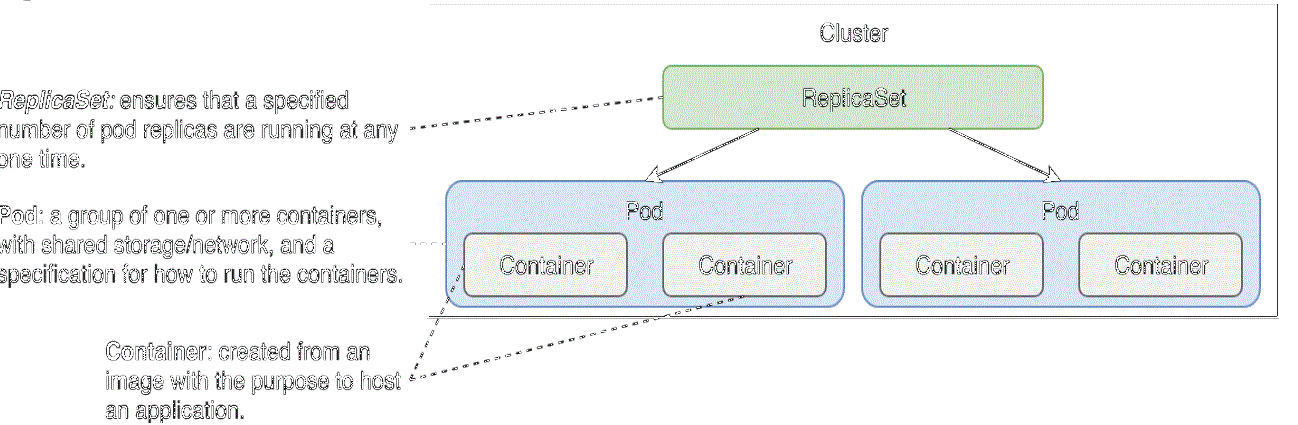 Cluster
ReplicaSet
ReplicaSet: ensures that a specified
number of pod replicas are running at any
one time.
Pod: a group of one or more containers,
with shared storage/network, and a
specification for how to run the containers.
Pod
Pod
Container
Container
Container
Container
Container: created from an
image with the purpose to host
an application.